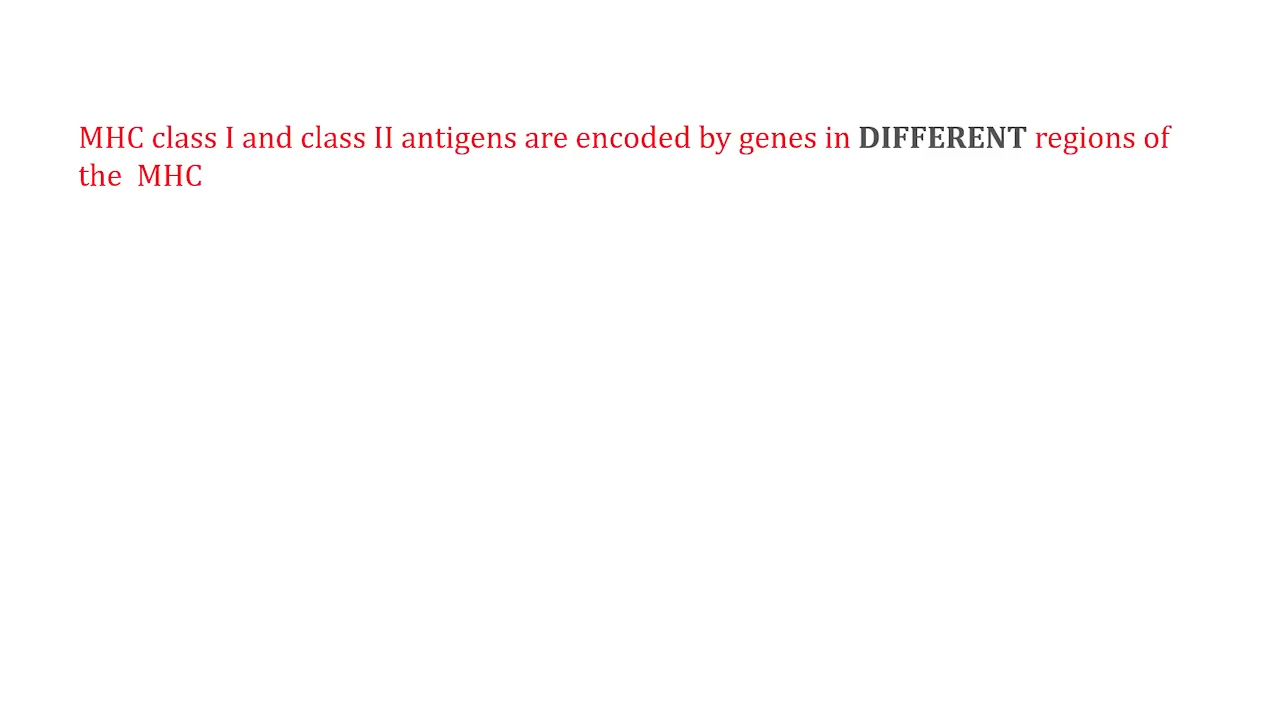 MHC class I and class II antigens are encoded by genes in DIFFERENT regions of
the  MHC